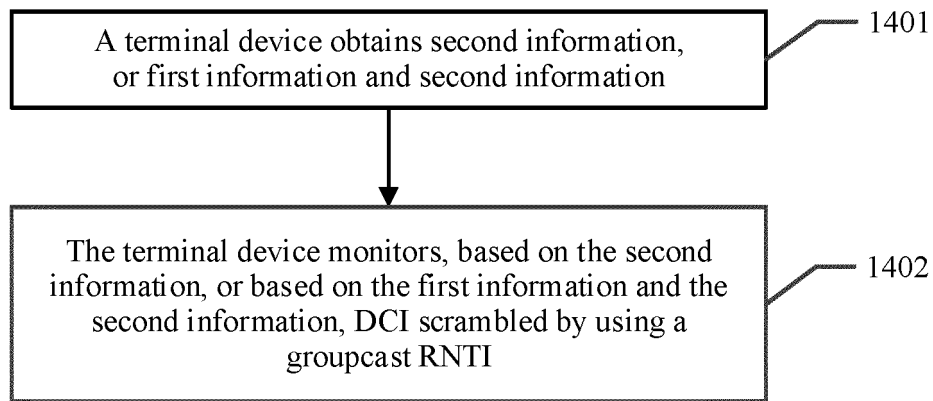 1401
A terminal device obtains second information,
or first information and second information
1402
The terminal device monitors, based on the second
information, or based on the first information and the
second information, DCI scrambled by using a
groupcast RNTI